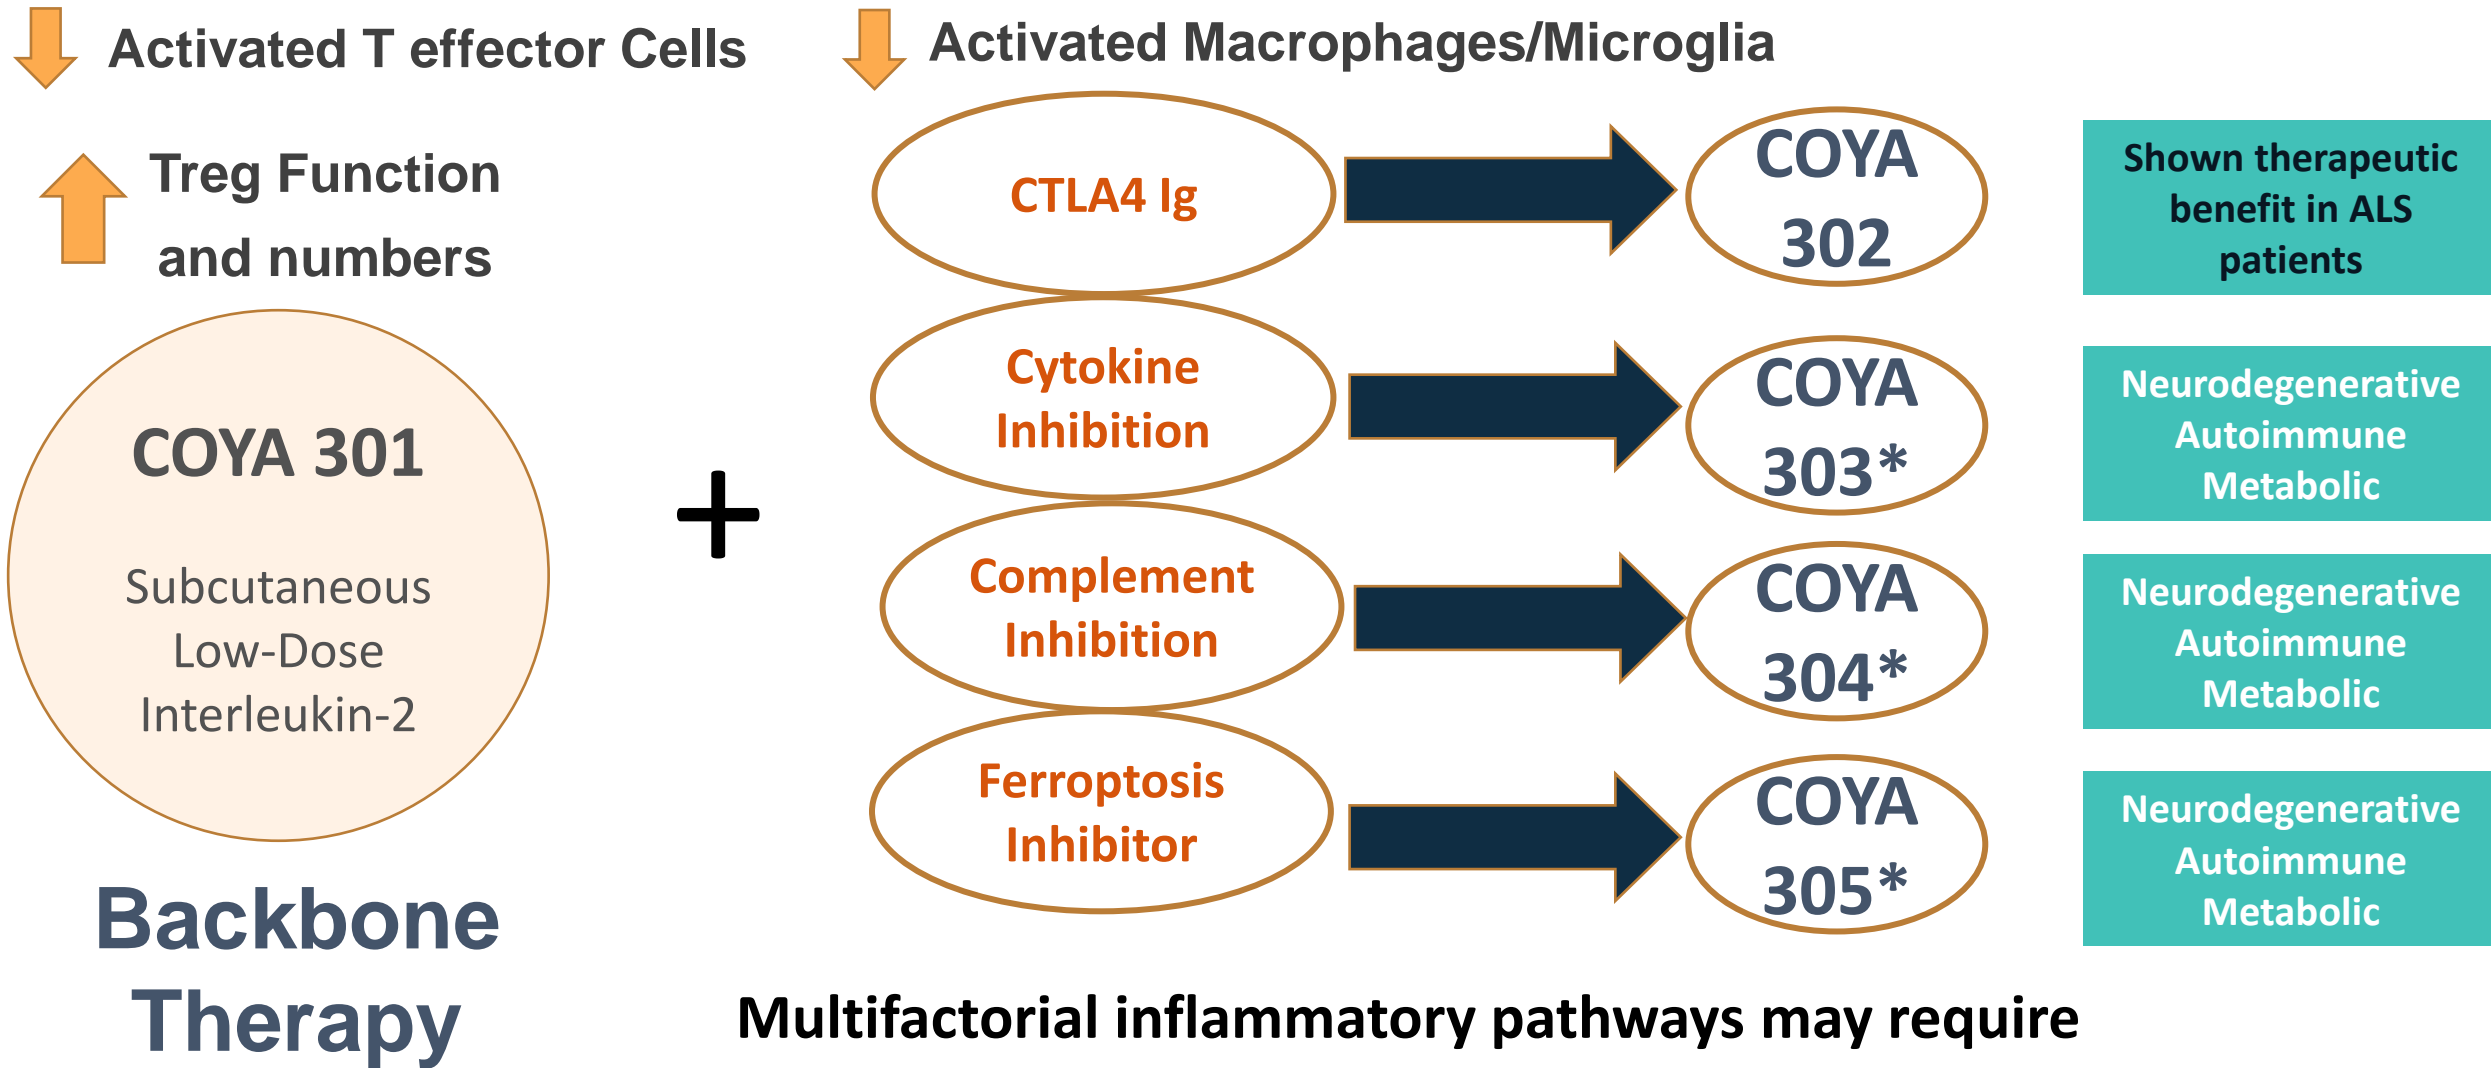 Activated T effector Cells
Treg Function
and numbers
COYA 301
Subcutaneous
Low-Dose
Interleukin-2
Backbone
Therapy
+
Activated Macrophages/Microglia
CTLA4 Ig
COYA
302
Shown therapeutic
benefit in ALS
patients
Cytokine
Inhibition
COYA
303*
Neurodegenerative
Autoimmune
Metabolic
Complement
Inhibition
COYA
304*
Neurodegenerative
Autoimmune
Metabolic
Ferroptosis
Inhibitor
COYA
305*
Neurodegenerative
Autoimmune
Metabolic
Multifactorial inflammatory pathways may require